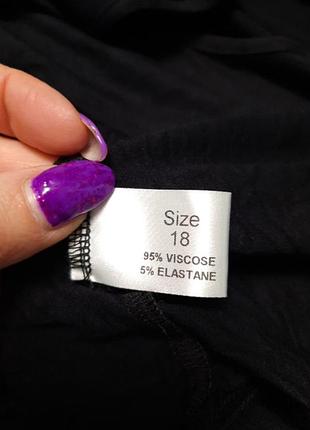 Size
18
95% VISCOSE
5% ELASTANE